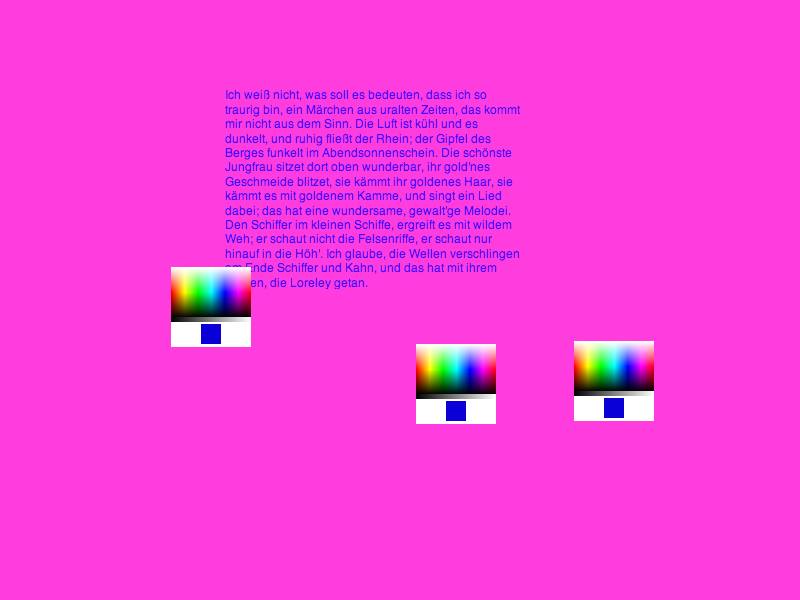 Ich weiß nicht, was soll es bedeuten, dass ich so
traurig bin, ein Märchen aus uralten Zeiten, das kommt
mir nicht aus dem Sinn. Die Luft ist kühl und es
dunkelt, und ruhig fließt der Rhein; der Gipfel des
Berges funkelt im Abendsonnenschein. Die schönste
Jungfrau sitzet dort oben wunderbar, ihr gold'nes
Geschmeide blitzet, sie kämmt ihr goldenes Haar, sie
kämmt es mit goldenem Kamme, und singt ein Lied
dabei; das hat eine wundersame, gewalt'ge Melodei.
Den Schiffer im kleinen Schiffe, ergreift es mit wildem
Weh; er schaut nicht die Felsenriffe, er schaut nur
hinauf in die Höh'. Ich glaube, die Wellen verschlingen
Ende Schiffer und Kahn, und das hat mit ihrem
die Loreley getan.